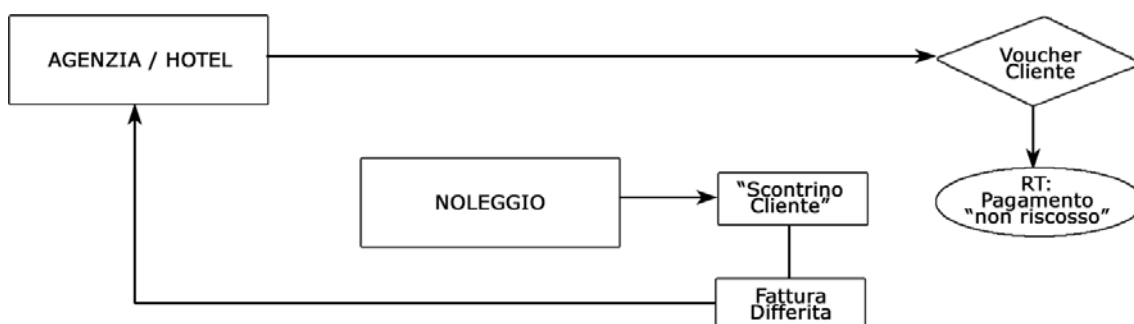 AGENZIA / HOTEL
Voucher
Cliente
NOLEGGIO
“Scontrino
Cliente”
RT:
Pagamento
“non riscosso”
Fattura
Differita